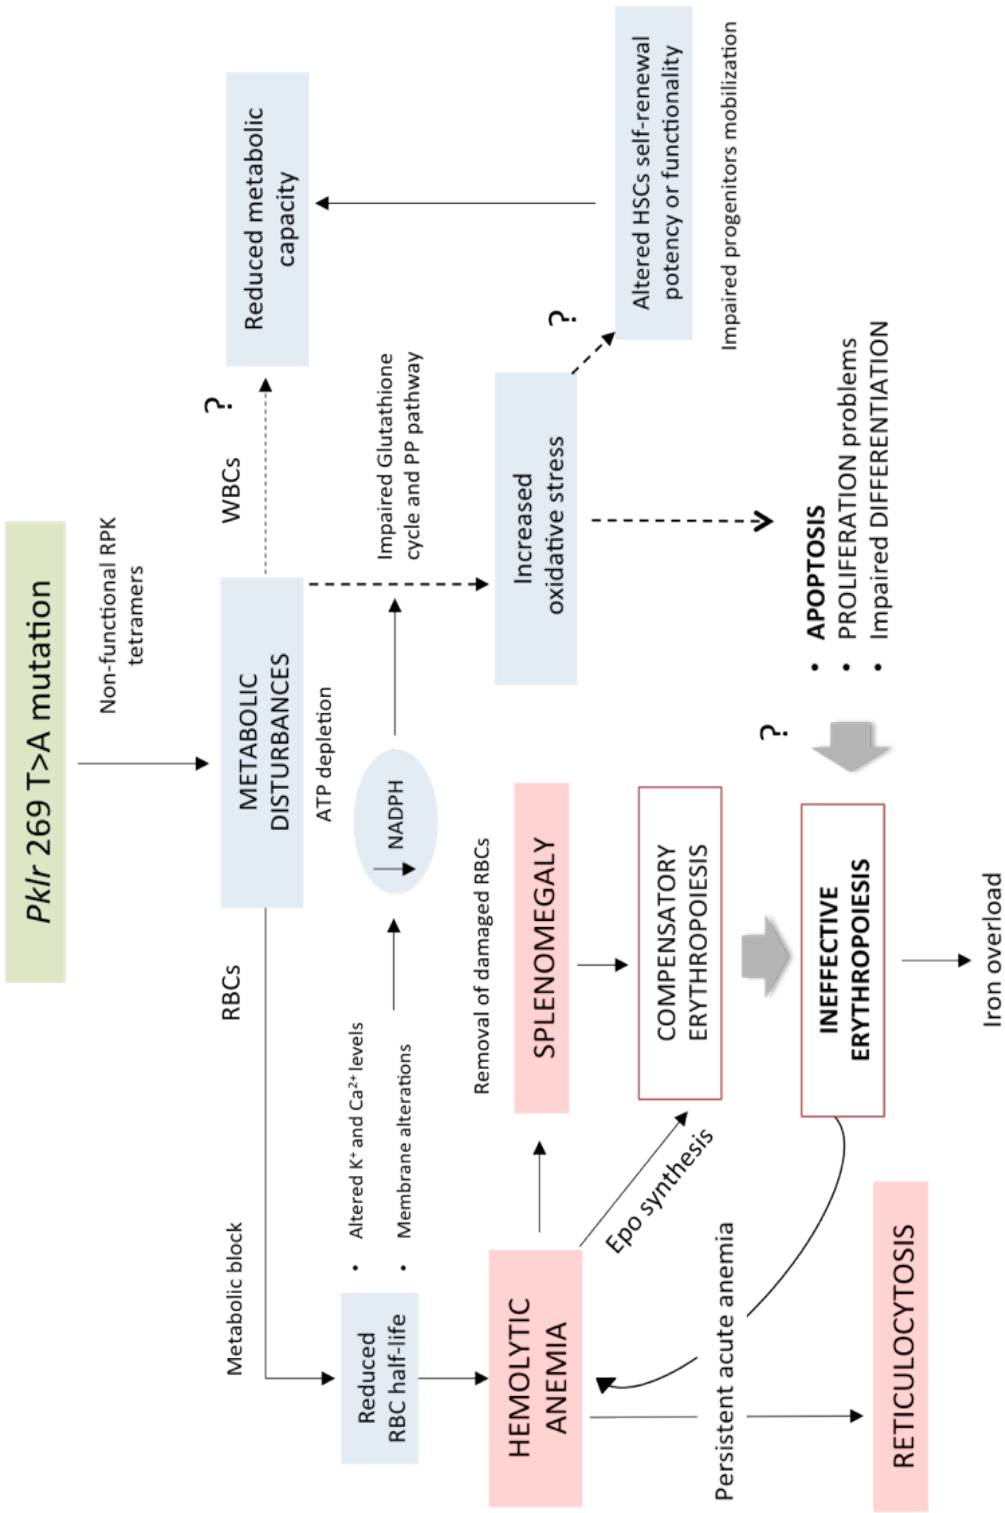 Pklr 269 T>A mutation
Non-functional RPK
tetramers
RBCs
METABOLIC
DISTURBANCES
WBCs
?
Reduced metabolic
capacity
Metabolic block
ATP depletion
Reduced
RBC half-life
• Altered K⁺ and Ca²⁺ levels
• Membrane alterations
NADPH
Impaired Glutathione
cycle and PP pathway
Removal of damaged RBCs
HEMOLYTIC
ANEMIA
SPLENOMEGALY
Increased
oxidative stress
?
Altered HSCs self-renewal
potency or functionality
Impaired progenitors mobilization
Epo synthesis
COMPENSATORY
ERYTHROPOIESIS
Persistent acute anemia
INEFFECTIVE
ERYTHROPOIESIS
?
• APOPTOSIS
• PROLIFERATION problems
• Impaired DIFFERENTIATION
RETICULOCYTOSIS
Iron overload